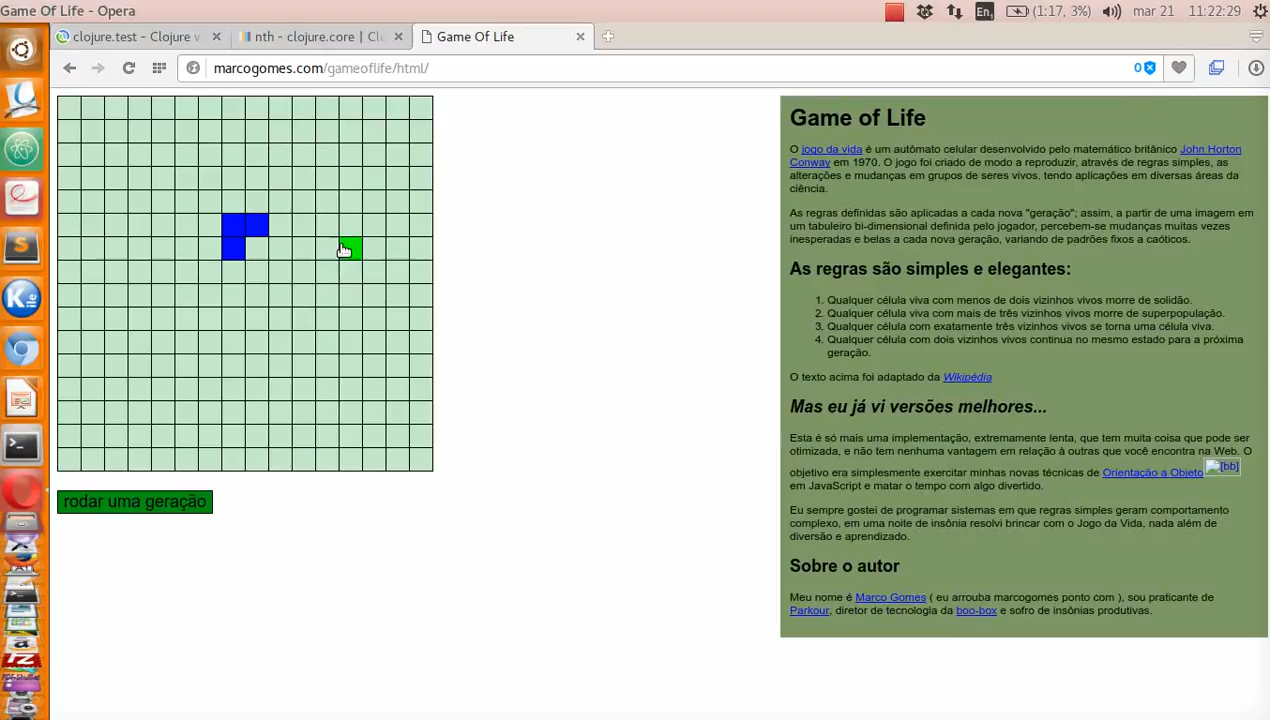 Game Of Life - Opera
En1 (1:17, 3%) mar 21 11:22:29
clojure.test - Clojure v
nth - clojure.core | Clo
Game Of Life
marcogomes.com/gameoflife/html/
0
rodar uma geração
Game of Life
O jogo da vida é um autômato celular desenvolvido pelo matemático britânico John Horton
Conway em 1970. O jogo foi criado de modo a reproduzir, através de regras simples, as
alterações e mudanças em grupos de seres vivos, tendo aplicações em diversas áreas da
ciência.
As regras definidas são aplicadas a cada nova "geração"; assim, a partir de uma imagem em
um tabuleiro bi-dimensional definida pelo jogador, percebem-se mudanças muitas vezes
inesperadas e belas a cada nova geração, variando de padrões fixos a caóticos.
As regras são simples e elegantes:
1. Qualquer célula viva com menos de dois vizinhos vivos morre de solidão.
2. Qualquer célula viva com mais de três vizinhos vivos morre de superpopulação.
3. Qualquer célula com exatamente três vizinhos vivos se torna uma célula viva.
4. Qualquer célula com dois vizinhos vivos continua no mesmo estado para a próxima
geração.
O texto acima foi adaptado da Wikipédia
Mas eu já vi versões melhores...
Esta é só mais uma implementação, extremamente lenta, que tem muita coisa que pode ser
otimizada, e não tem nenhuma vantagem em relação à outras que você encontra na Web. O
objetivo era simplesmente exercitar minhas novas técnicas de Orientação a Objeto [bb]
em JavaScript e matar o tempo com algo divertido.
Eu sempre gostei de programar sistemas em que regras simples geram comportamento
complexo, em uma noite de insônia resolvi brincar com o Jogo da Vida, nada além de
diversão e aprendizado.
Sobre o autor
Meu nome é Marco Gomes ( eu arrouba marcogomes ponto com ), sou praticante de
Parkour, diretor de tecnologia da boo-box e sofro de insônias produtivas.